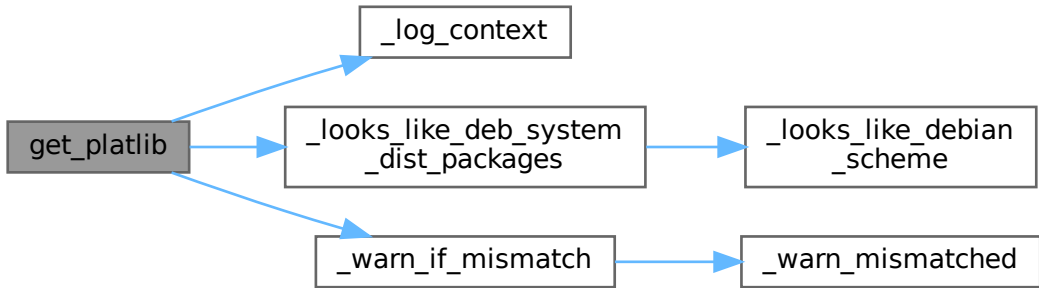 _log_context
get_platlib
_looks_like_deb_system
_dist_packages
_looks_like_debian
_scheme
_warn_if_mismatch
_warn_mismatched